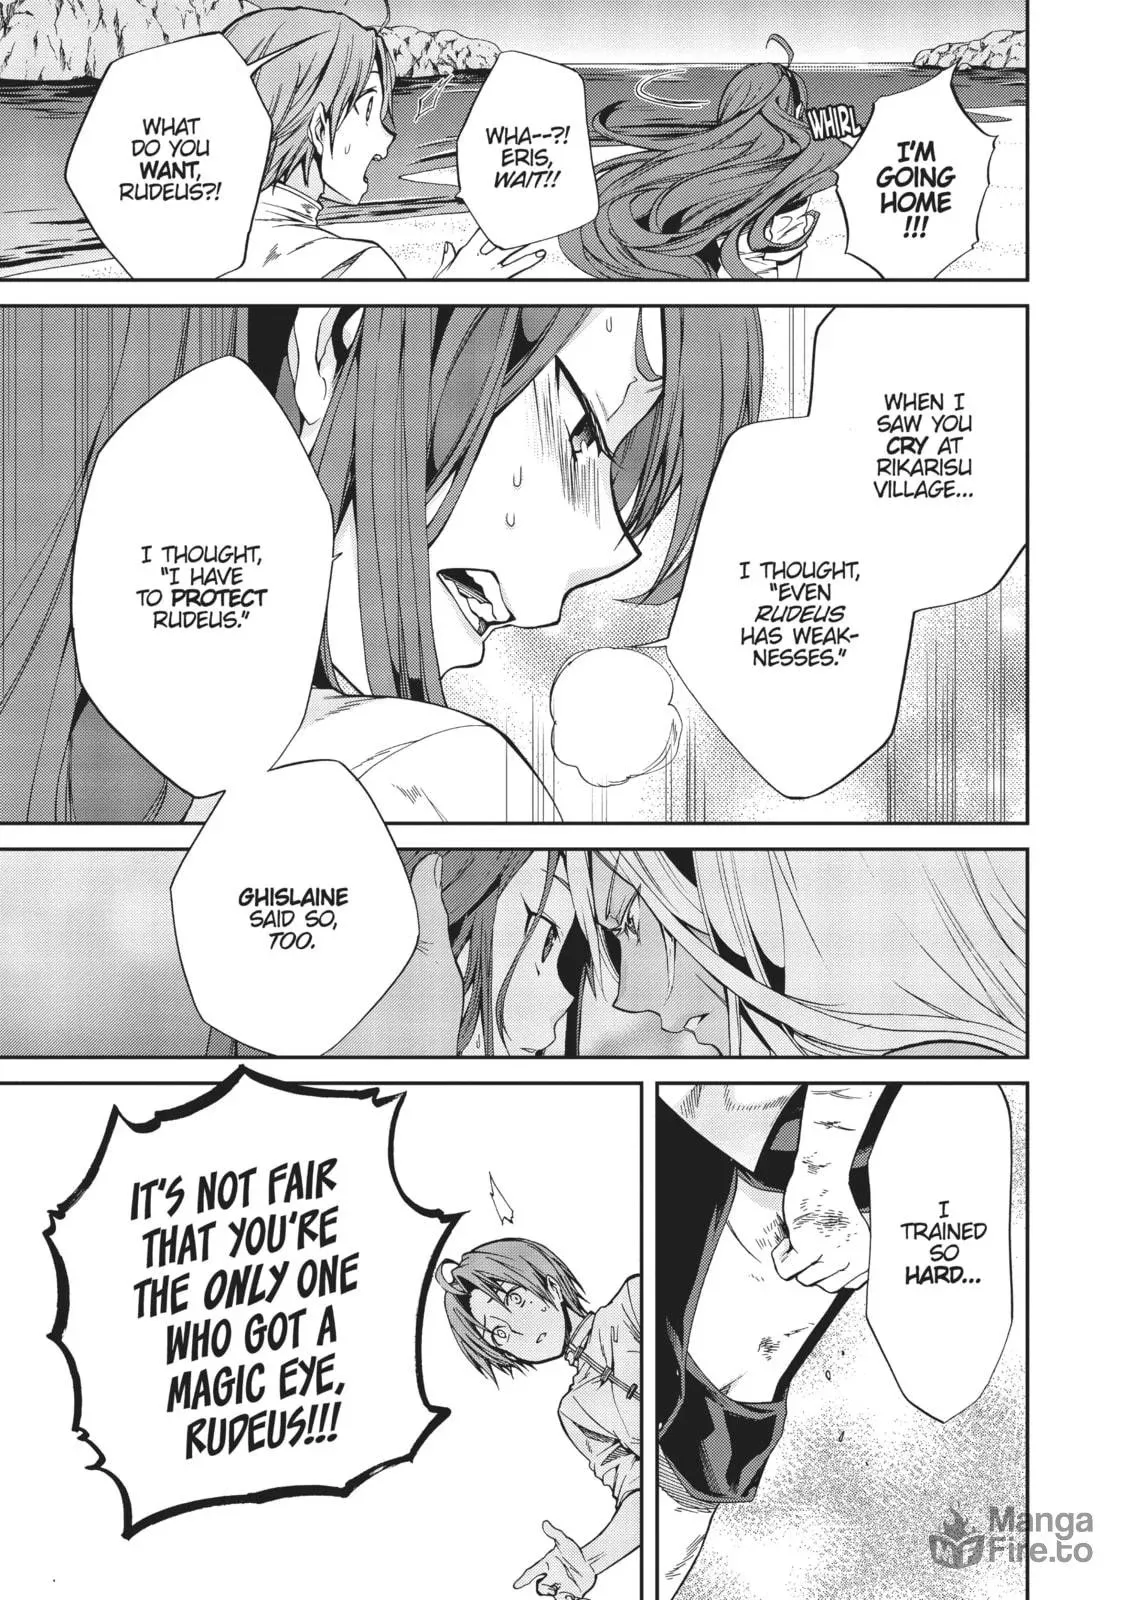 I'M
GOING
HOME
!!!
WHIRL
WHA--?!
ERIS,
WAIT!!
WHAT
DO YOU
WANT,
RUDEUS?!
WHEN I
SAW YOU
CRY AT
RIKARISU
VILLAGE...
I THOUGHT,
"EVEN
RUDEUS
HAS WEAK-
NESSES."
I THOUGHT,
"I HAVE
TO PROTECT
RUDEUS."
GHISLAINE
SAID SO,
TOO.
I
TRAINED
SO
HARD...
IT'S NOT FAIR
THAT YOU'RE
THE ONLY ONE
WHO GOT A
MAGIC EYE,
RUDEUS!!!
MF
Manga
Fire.to